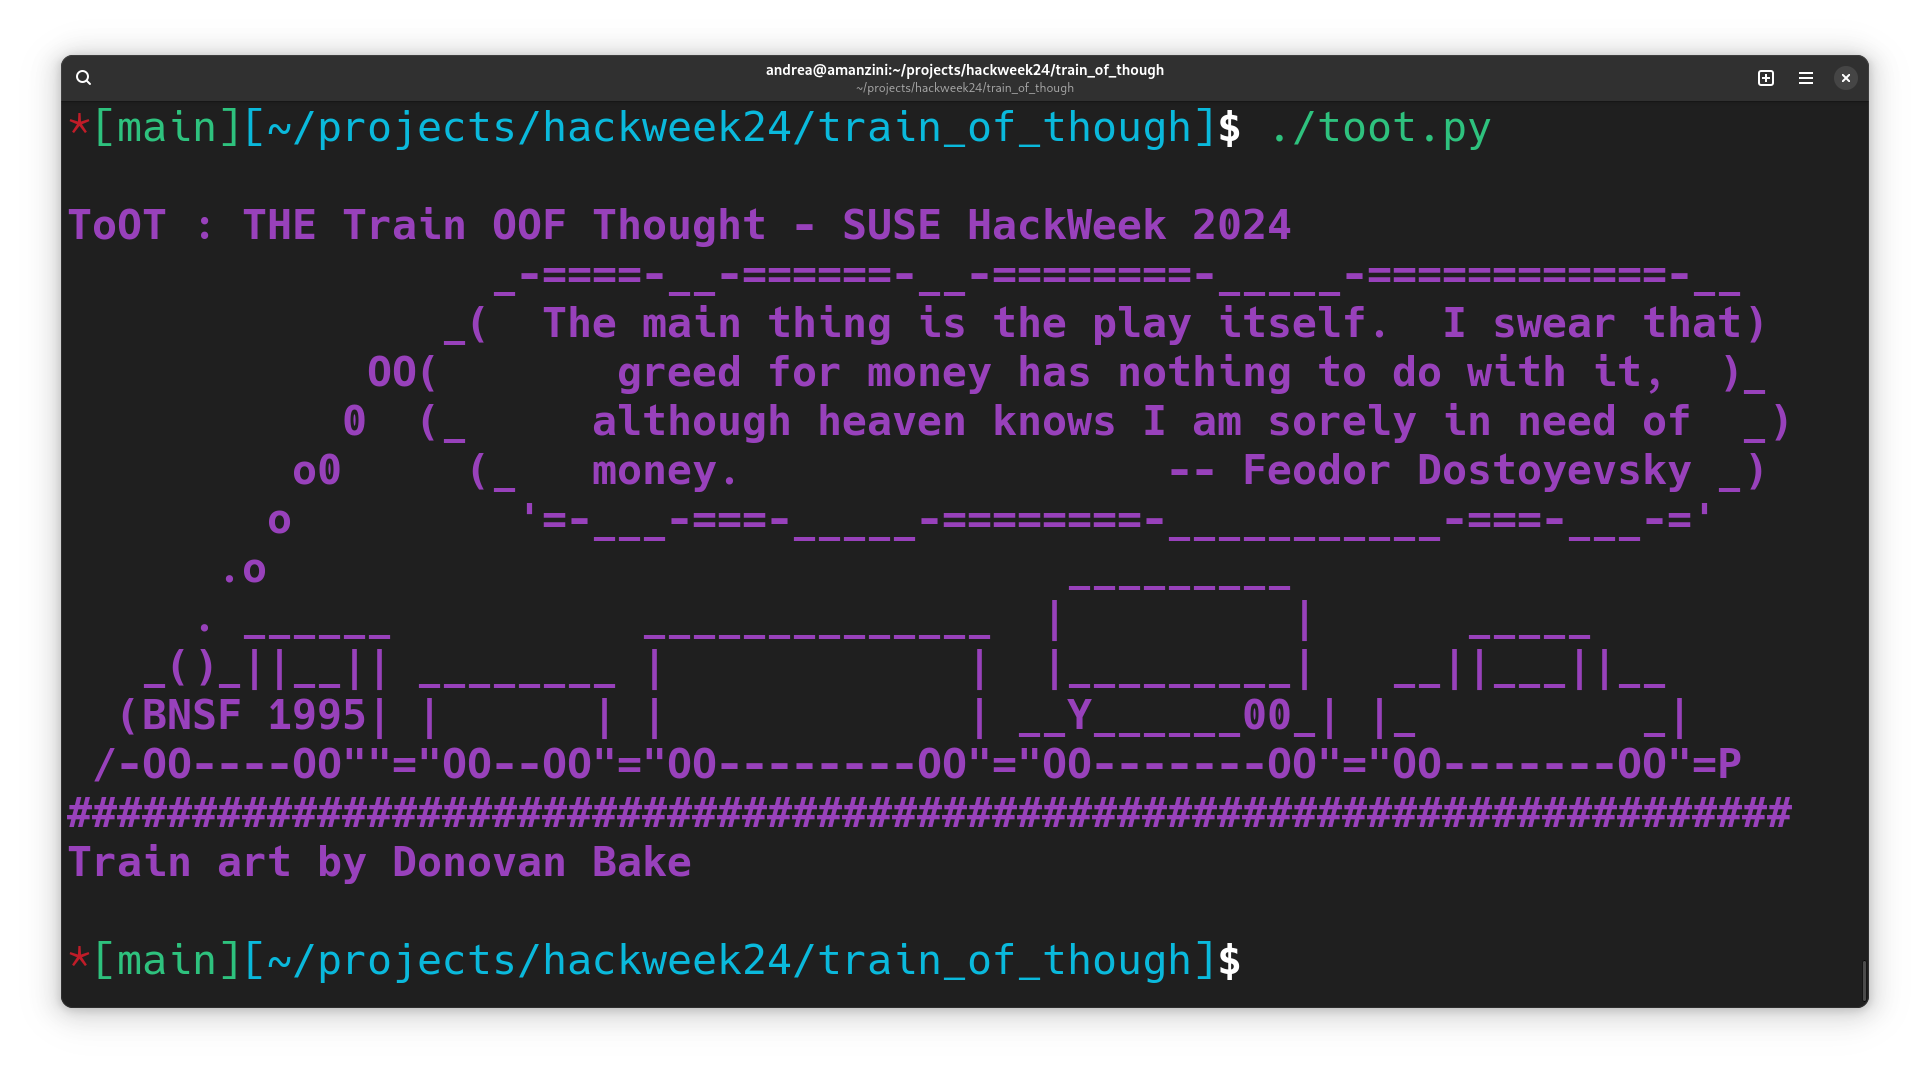 andrea@amanzini:~/projects/hackweek24/train_of_though
~/projects/hackweek24/train_of_though
*[main][~/projects/hackweek24/train_of_though]$ ./toot.py
ToOT : THE Train OOF Thought - SUSE HackWeek 2024
_-====-__-======-__-========-_____-============-__
_(  The main thing is the play itself.  I swear that)
OO(       greed for money has nothing to do with it,  )_
0  (_     although heaven knows I am sorely in need of  _)
o0     (_   money.                 -- Feodor Dostoyevsky _)
o         '=-___-===-_____-========-___________-===-___-='
.o                                _________
. ______          ______________  |         |      _____
_()_||__|| ________ |            |  |_________|   __||___||__
(BNSF 1995| |      | |            | __Y______00_| |_         _|
/-OO----OO""="OO--OO"="OO--------OO"="OO-------OO"="OO-------OO"=P
#####################################################################
Train art by Donovan Bake
*[main][~/projects/hackweek24/train_of_though]$